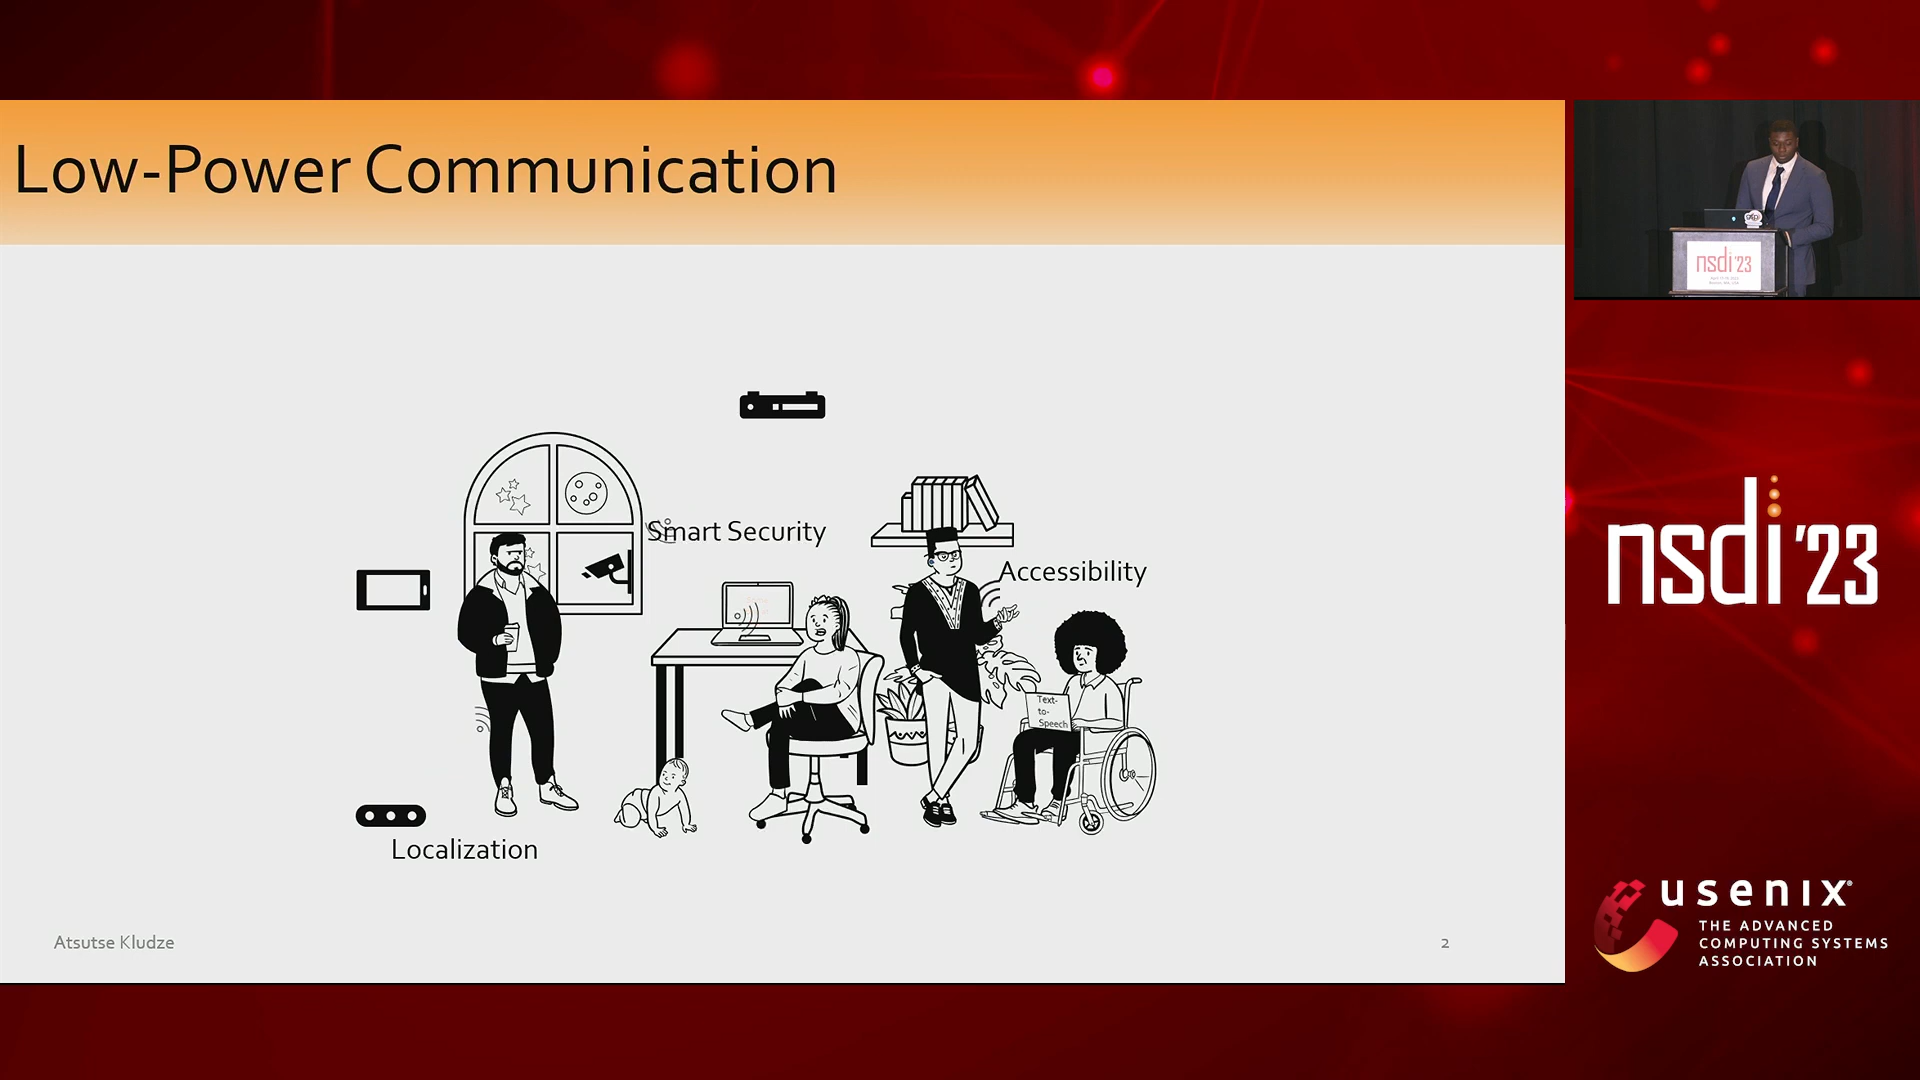 Low-Power Communication
Smart Security
Accessibility
Text-
to-
Speech
Localization
Atsutse Kludze
2
nsdi '23
nsdi '23
usenix®
THE ADVANCED
COMPUTING SYSTEMS
ASSOCIATION